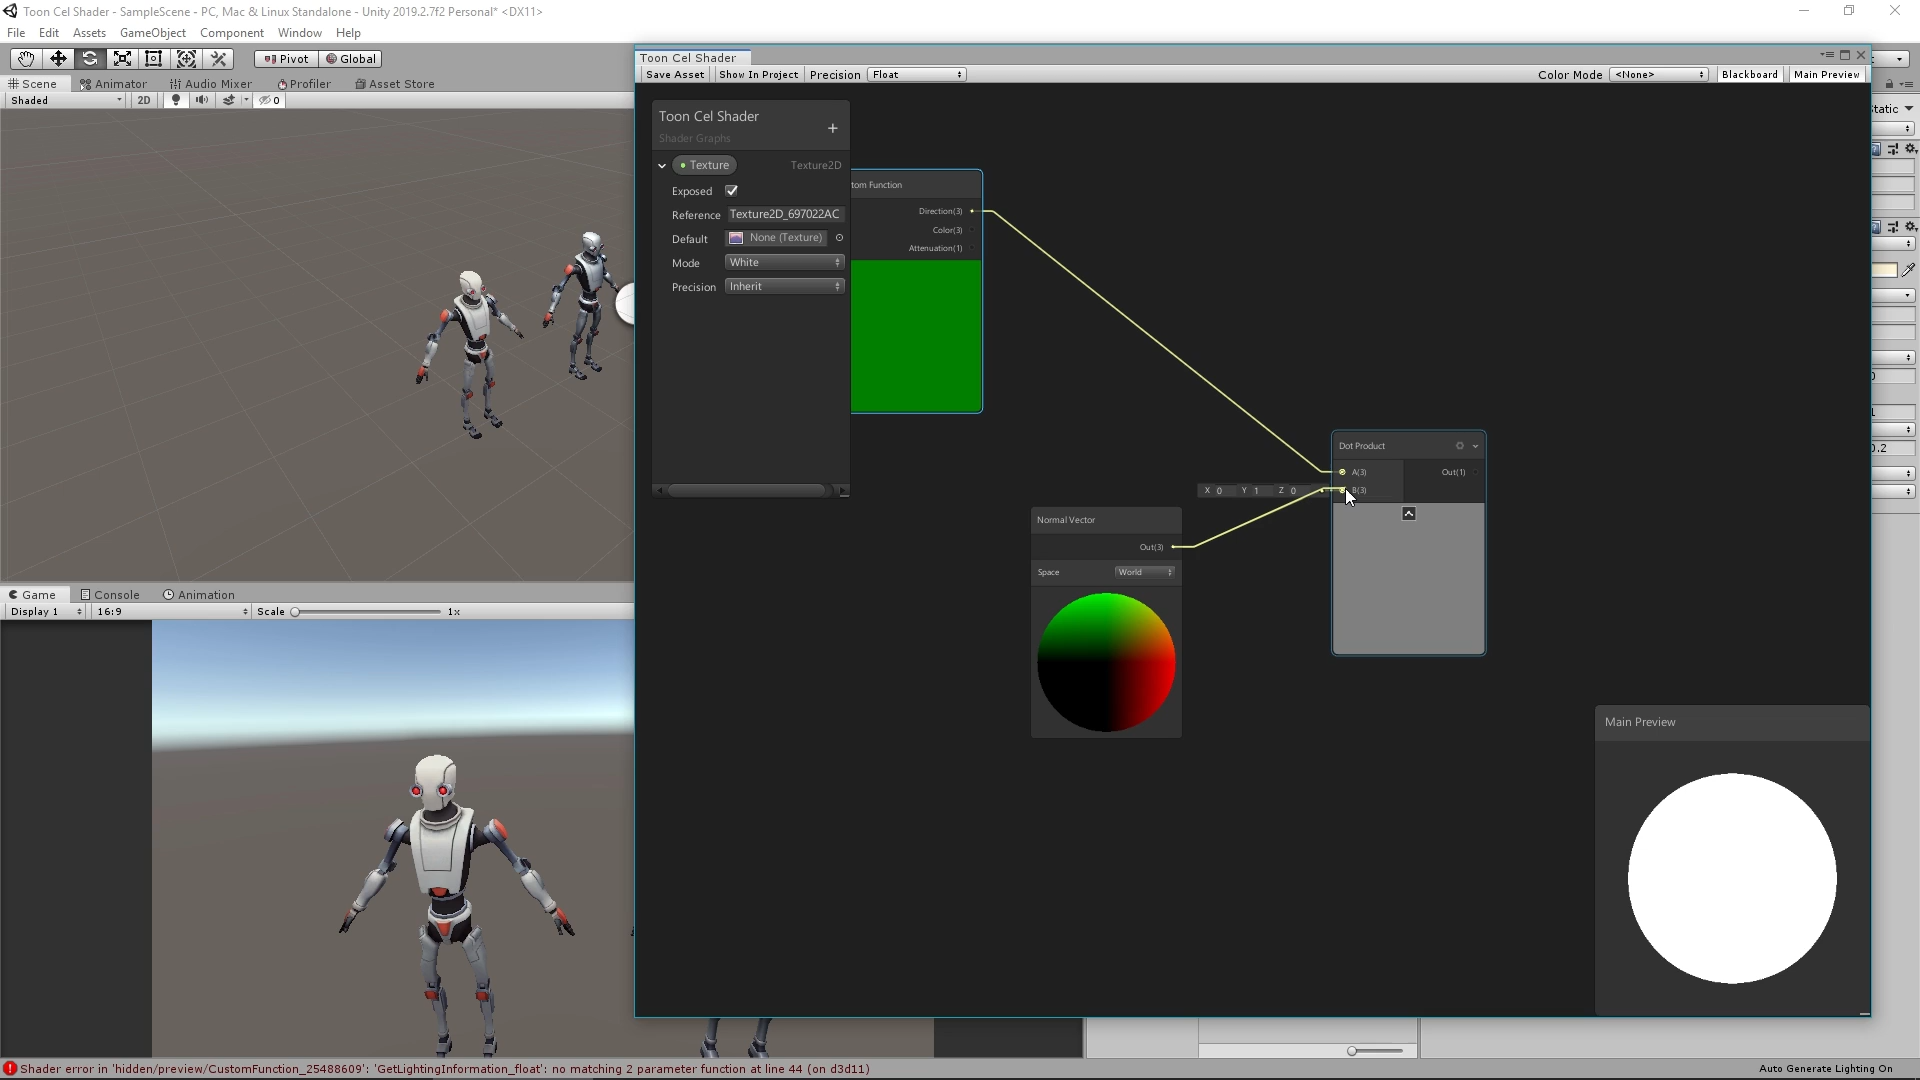 Toon Cel Shader - SampleScene - PC, Mac & Linux Standalone - Unity 2019.2.7f2 Personal* <DX11>
File Edit Assets GameObject Component Window Help
Pivot Global
Scene Animator Audio Mixer Profiler Asset Store
Shaded 2D 0
Toon Cel Shader
Save Asset Show In Project Precision Float Color Mode <None> Blackboard Main Preview
Static
Toon Cel Shader
Shader Graphs
Texture Texture2D
Exposed
Reference Texture2D_697022AC
Default None (Texture)
Mode White
Precision Inherit
tom Function
Direction(3)
Color(3)
Attenuation(1)
Dot Product
A(3) Out(1)
X 0 Y 1 Z 0 B(3)
Normal Vector
Out(3)
Space World
0.2
Main Preview
Game Console Animation
Display 1 16:9 Scale 1x
Shader error in 'hidden/preview/CustomFunction_25488609': 'GetLightingInformation_float': no matching 2 parameter function at line 44 (on d3d11)
Auto Generate Lighting On